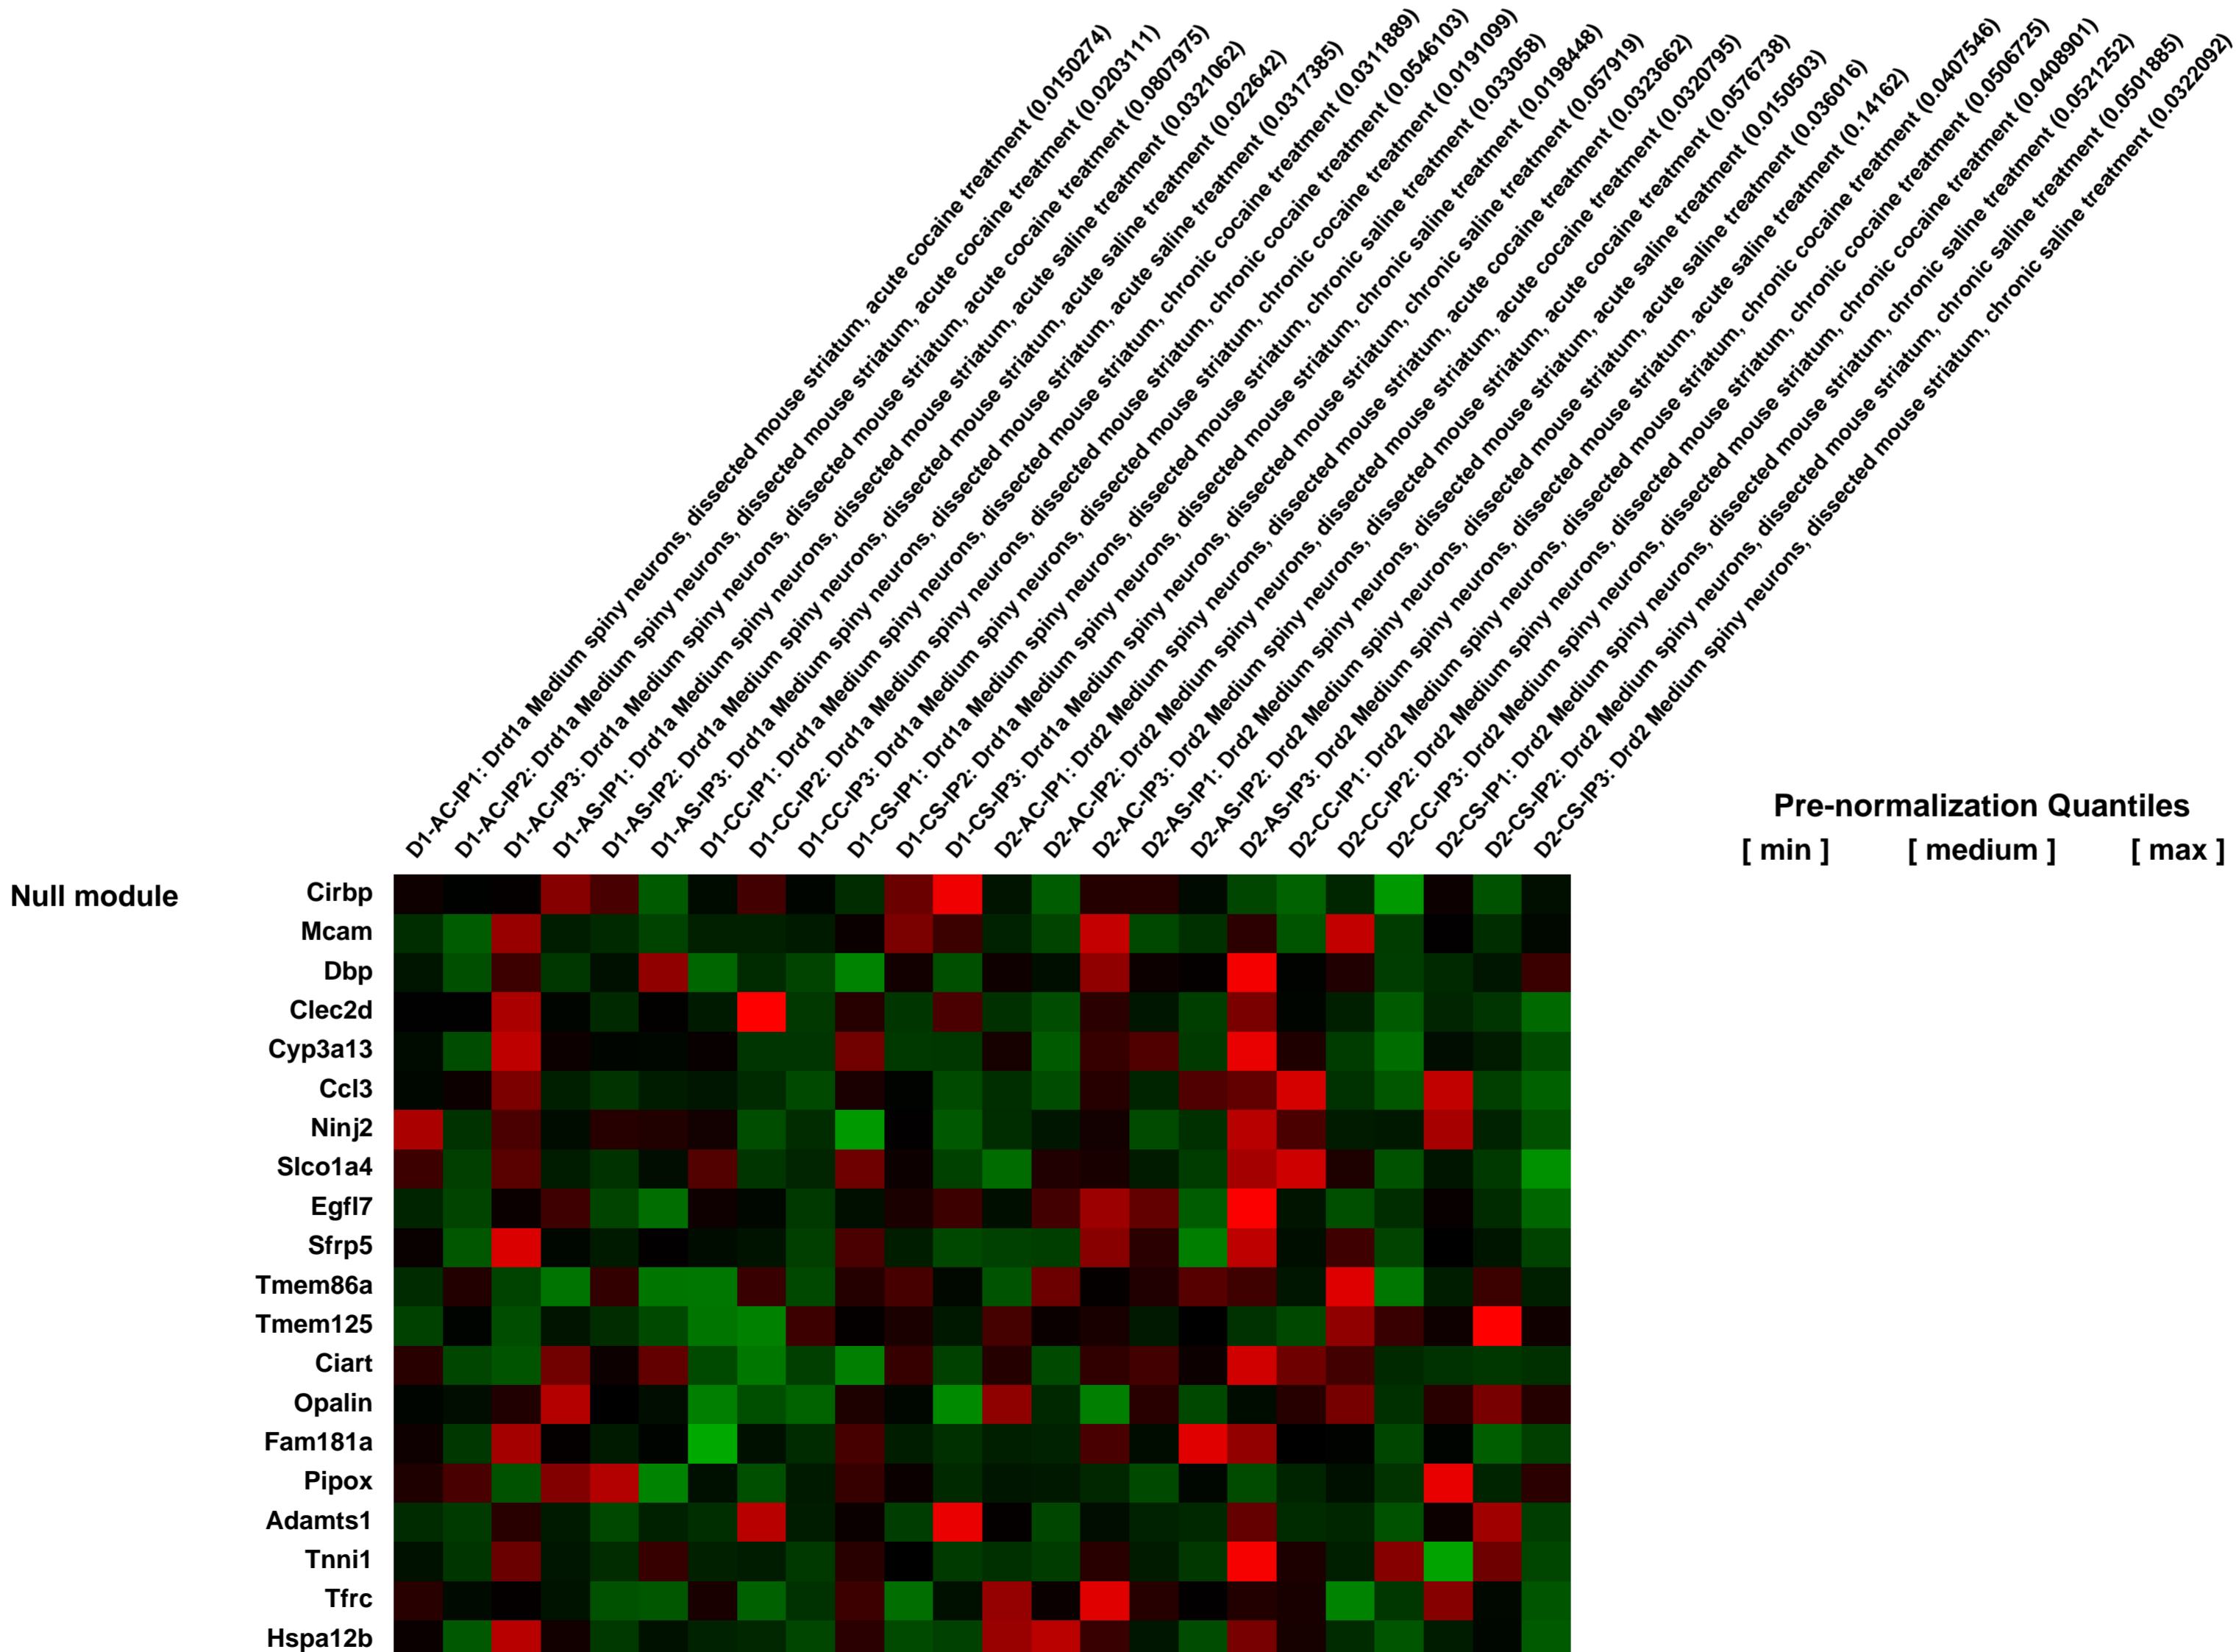 D1-AC-IP1: Drd1a Medium spiny neurons, dissected mouse striatum, acute cocaine treatment (0.0150274)
D1-AC-IP2: Drd1a Medium spiny neurons, dissected mouse striatum, acute cocaine treatment (0.0203111)
D1-AC-IP3: Drd1a Medium spiny neurons, dissected mouse striatum, acute cocaine treatment (0.0807975)
D1-AS-IP1: Drd1a Medium spiny neurons, dissected mouse striatum, acute saline treatment (0.0321062)
D1-AS-IP2: Drd1a Medium spiny neurons, dissected mouse striatum, acute saline treatment (0.022642)
D1-AS-IP3: Drd1a Medium spiny neurons, dissected mouse striatum, acute saline treatment (0.0317385)
D1-CC-IP1: Drd1a Medium spiny neurons, dissected mouse striatum, chronic cocaine treatment (0.0311889)
D1-CC-IP2: Drd1a Medium spiny neurons, dissected mouse striatum, chronic cocaine treatment (0.0546103)
D1-CC-IP3: Drd1a Medium spiny neurons, dissected mouse striatum, chronic cocaine treatment (0.0191099)
D1-CS-IP1: Drd1a Medium spiny neurons, dissected mouse striatum, chronic saline treatment (0.033058)
D1-CS-IP2: Drd1a Medium spiny neurons, dissected mouse striatum, chronic saline treatment (0.0198448)
D1-CS-IP3: Drd1a Medium spiny neurons, dissected mouse striatum, chronic saline treatment (0.057919)
D2-AC-IP1: Drd2 Medium spiny neurons, dissected mouse striatum, acute cocaine treatment (0.0323662)
D2-AC-IP2: Drd2 Medium spiny neurons, dissected mouse striatum, acute cocaine treatment (0.0320795)
D2-AC-IP3: Drd2 Medium spiny neurons, dissected mouse striatum, acute cocaine treatment (0.0576738)
D2-AS-IP1: Drd2 Medium spiny neurons, dissected mouse striatum, acute saline treatment (0.0150503)
D2-AS-IP2: Drd2 Medium spiny neurons, dissected mouse striatum, acute saline treatment (0.036016)
D2-AS-IP3: Drd2 Medium spiny neurons, dissected mouse striatum, acute saline treatment (0.14162)
D2-CC-IP1: Drd2 Medium spiny neurons, dissected mouse striatum, chronic cocaine treatment (0.0407546)
D2-CC-IP2: Drd2 Medium spiny neurons, dissected mouse striatum, chronic cocaine treatment (0.0506725)
D2-CC-IP3: Drd2 Medium spiny neurons, dissected mouse striatum, chronic cocaine treatment (0.0408901)
D2-CS-IP1: Drd2 Medium spiny neurons, dissected mouse striatum, chronic saline treatment (0.0521252)
D2-CS-IP2: Drd2 Medium spiny neurons, dissected mouse striatum, chronic saline treatment (0.0501885)
D2-CS-IP3: Drd2 Medium spiny neurons, dissected mouse striatum, chronic saline treatment (0.0322092)
Pre-normalization Quantiles
[ min ] [ medium ] [ max ]
Null module
Cirbp
Mcam
Dbp
Clec2d
Cyp3a13
Ccl3
Ninj2
Slco1a4
Egfl7
Sfrp5
Tmem86a
Tmem125
Ciart
Opalin
Fam181a
Pipox
Adamts1
Tnni1
Tfrc
Hspa12b